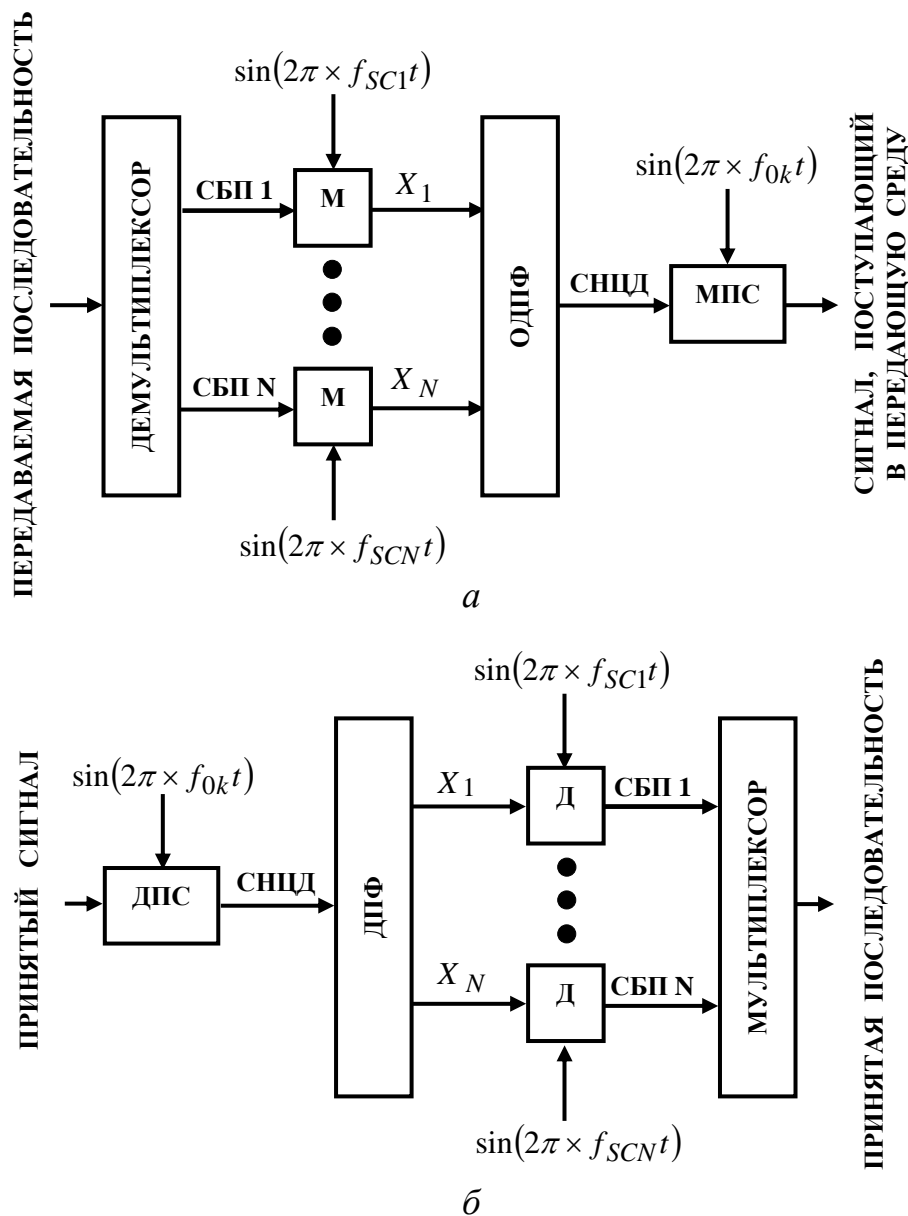 ПЕРЕДАВАЕМАЯ ПОСЛЕДОВАТЕЛЬНОСТЬ
ДЕМУЛЬТИПЛЕКСОР
sin(2π × f_SC1 t)
СБП 1
М
X_1
СБП N
М
X_N
sin(2π × f_SCN t)
ОДПФ
СНЦД
sin(2π × f_0k t)
МПС
СИГНАЛ, ПОСТУПАЮЩИЙ
В ПЕРЕДАЮЩУЮ СРЕДУ
а
ПРИНЯТЫЙ СИГНАЛ
sin(2π × f_0k t)
ДПС
СНЦД
ДПФ
sin(2π × f_SC1 t)
X_1
Д
СБП 1
X_N
Д
СБП N
sin(2π × f_SCN t)
МУЛЬТИПЛЕКСОР
ПРИНЯТАЯ ПОСЛЕДОВАТЕЛЬНОСТЬ
б